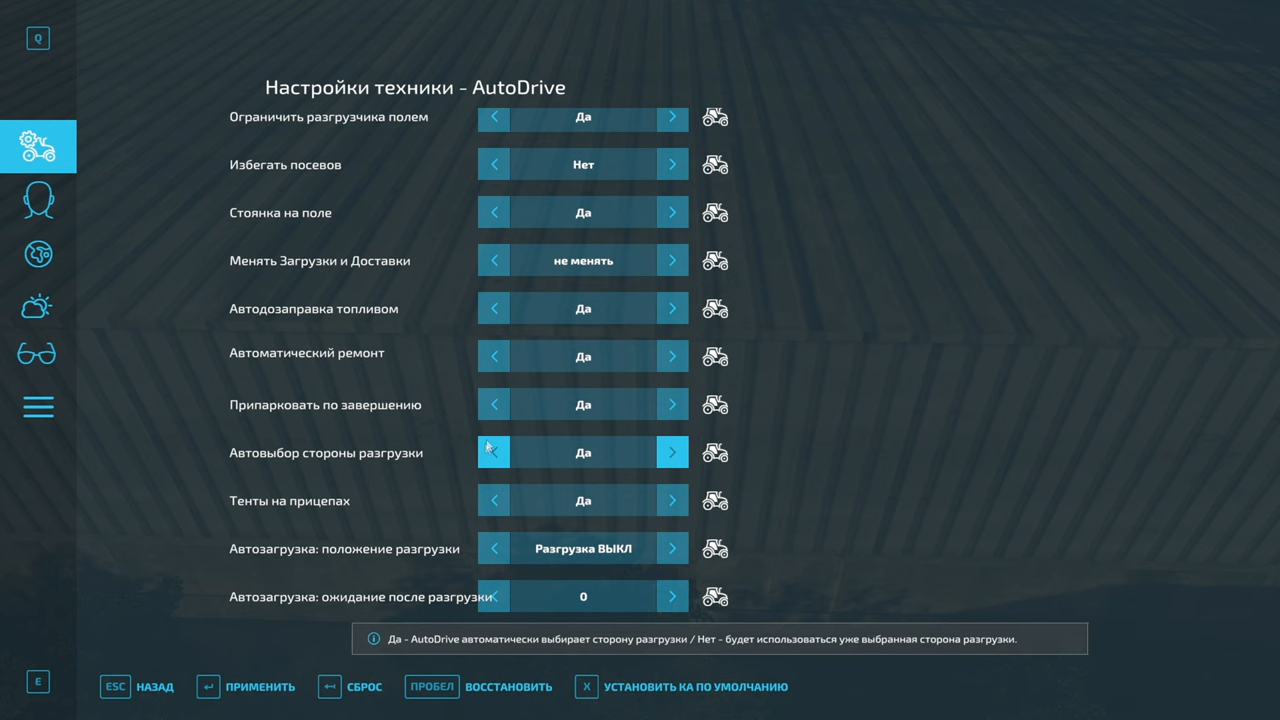 Q
Настройки техники - AutoDrive
Ограничить разгрузчика полем Да
Избегать посевов Нет
Стоянка на поле Да
Менять Загрузки и Доставки не менять
Автодозаправка топливом Да
Автоматический ремонт Да
Припарковать по завершению Да
Автовыбор стороны разгрузки Да
Тенты на прицепах Да
Автозагрузка: положение разгрузки Разгрузка ВЫКЛ
Автозагрузка: ожидание после разгрузки 0
Да - AutoDrive автоматически выбирает сторону разгрузки / Нет - будет использоваться уже выбранная сторона разгрузки.
E
ESC НАЗАД ПРИМЕНИТЬ СБРОС ПРОБЕЛ ВОССТАНОВИТЬ X УСТАНОВИТЬ КА ПО УМОЛЧАНИЮ